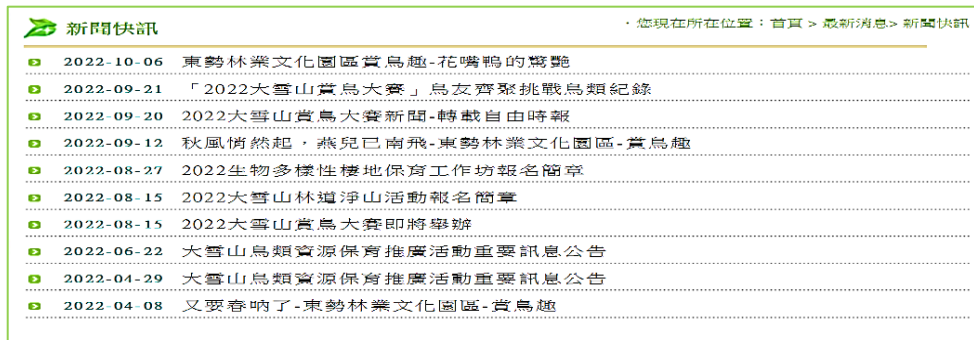 新聞快訊
‧您現在所在位置：首頁 > 最新消息> 新聞快訊
2022-10-06 東勢林業文化園區賞鳥趣-花嘴鴨的驚艷
2022-09-21 「2022大雪山賞鳥大賽」鳥友齊聚挑戰鳥類紀錄
2022-09-20 2022大雪山賞鳥大賽新聞-轉載自由時報
2022-09-12 秋風悄然起，燕兒已南飛-東勢林業文化園區-賞鳥趣
2022-08-27 2022生物多樣性棲地保育工作坊報名簡章
2022-08-15 2022大雪山林道淨山活動報名簡章
2022-08-15 2022大雪山賞鳥大賽即將舉辦
2022-06-22 大雪山鳥類資源保育推廣活動重要訊息公告
2022-04-29 大雪山鳥類資源保育推廣活動重要訊息公告
2022-04-08 又要春吶了-東勢林業文化園區-賞鳥趣